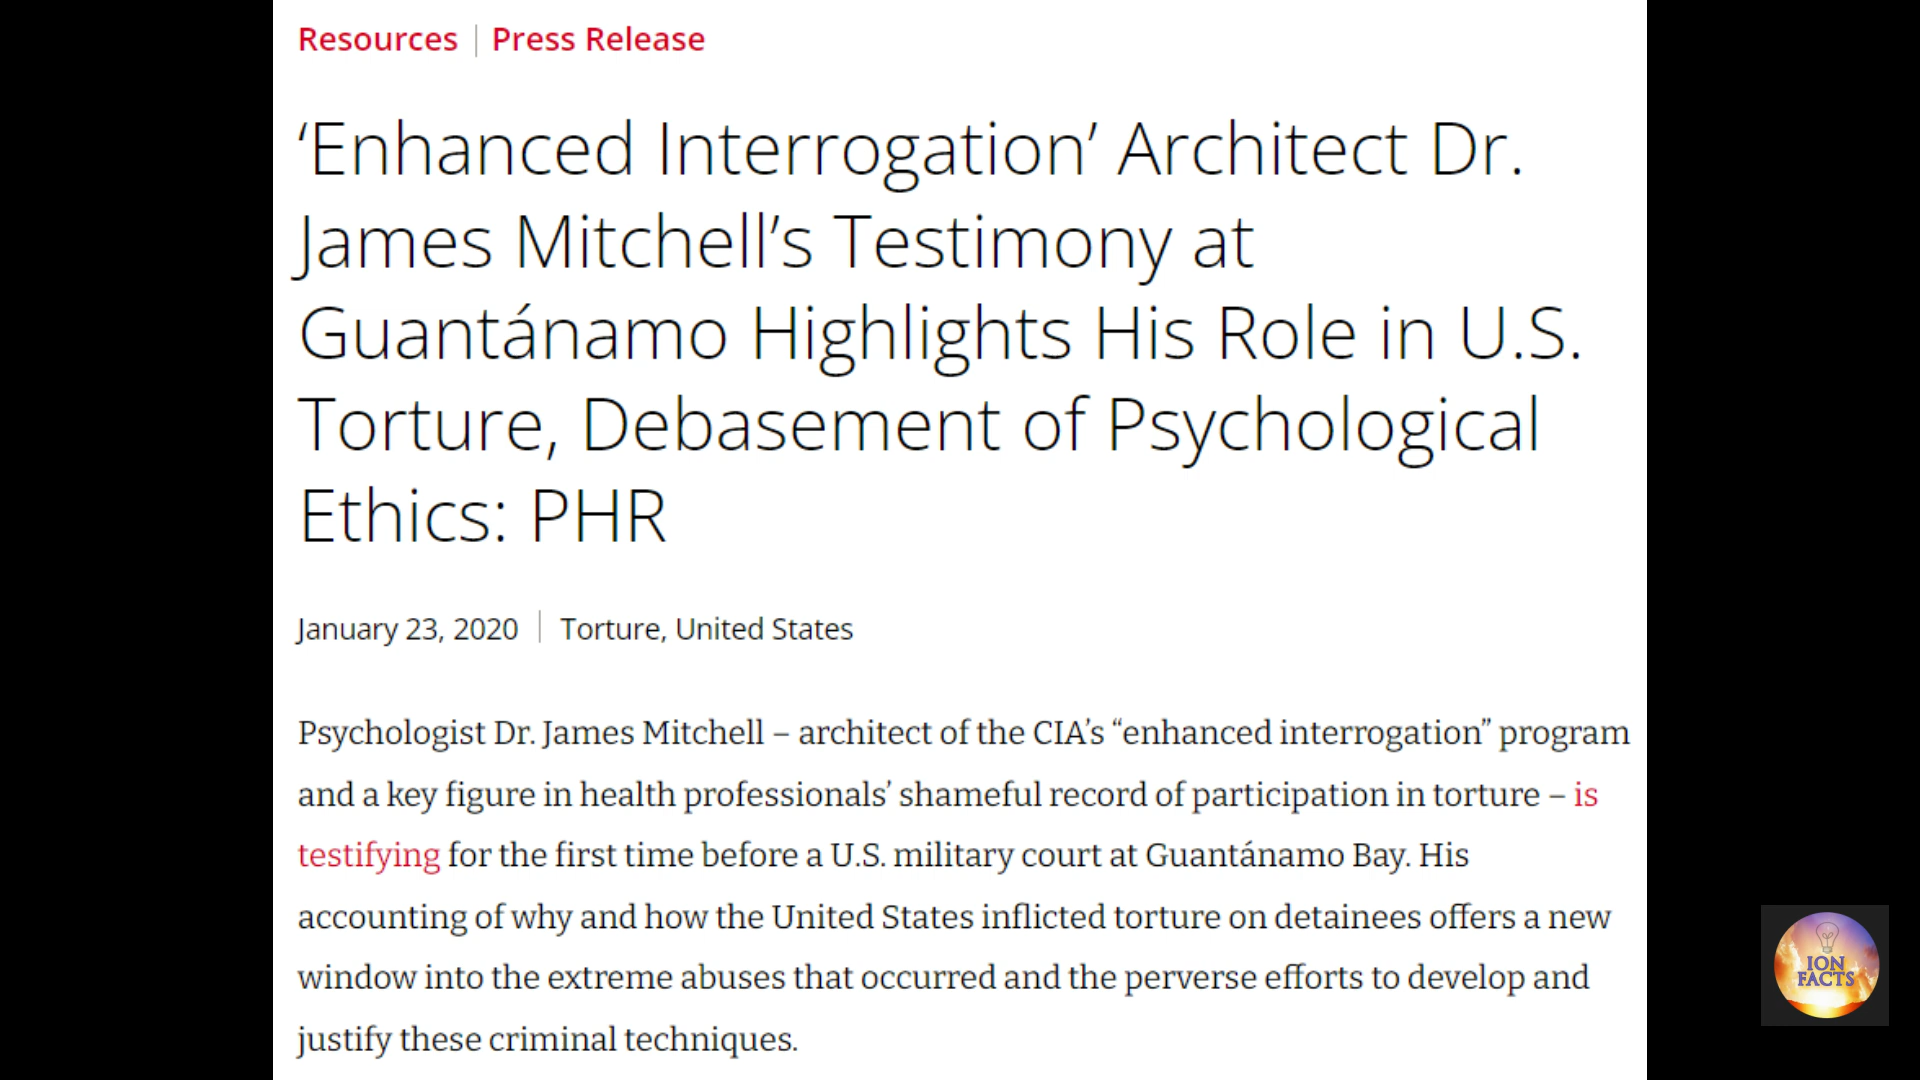 Resources | Press Release
‘Enhanced Interrogation’ Architect Dr.
James Mitchell’s Testimony at
Guantánamo Highlights His Role in U.S.
Torture, Debasement of Psychological
Ethics: PHR
January 23, 2020 | Torture, United States
Psychologist Dr. James Mitchell – architect of the CIA’s “enhanced interrogation” program
and a key figure in health professionals’ shameful record of participation in torture – is
testifying for the first time before a U.S. military court at Guantánamo Bay. His
accounting of why and how the United States inflicted torture on detainees offers a new
window into the extreme abuses that occurred and the perverse efforts to develop and
justify these criminal techniques.
ION
FACTS